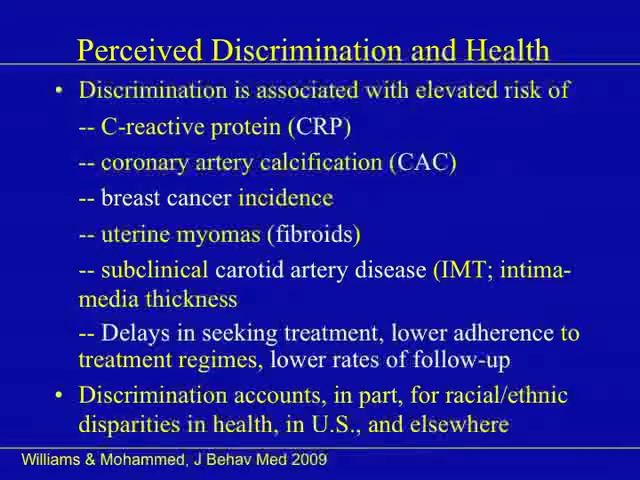 Perceived Discrimination and Health
• Discrimination is associated with elevated risk of
-- C-reactive protein (CRP)
-- coronary artery calcification (CAC)
-- breast cancer incidence
-- uterine myomas (fibroids)
-- subclinical carotid artery disease (IMT; intima-
media thickness
-- Delays in seeking treatment, lower adherence to
treatment regimes, lower rates of follow-up
• Discrimination accounts, in part, for racial/ethnic
disparities in health, in U.S., and elsewhere
Williams & Mohammed, J Behav Med 2009